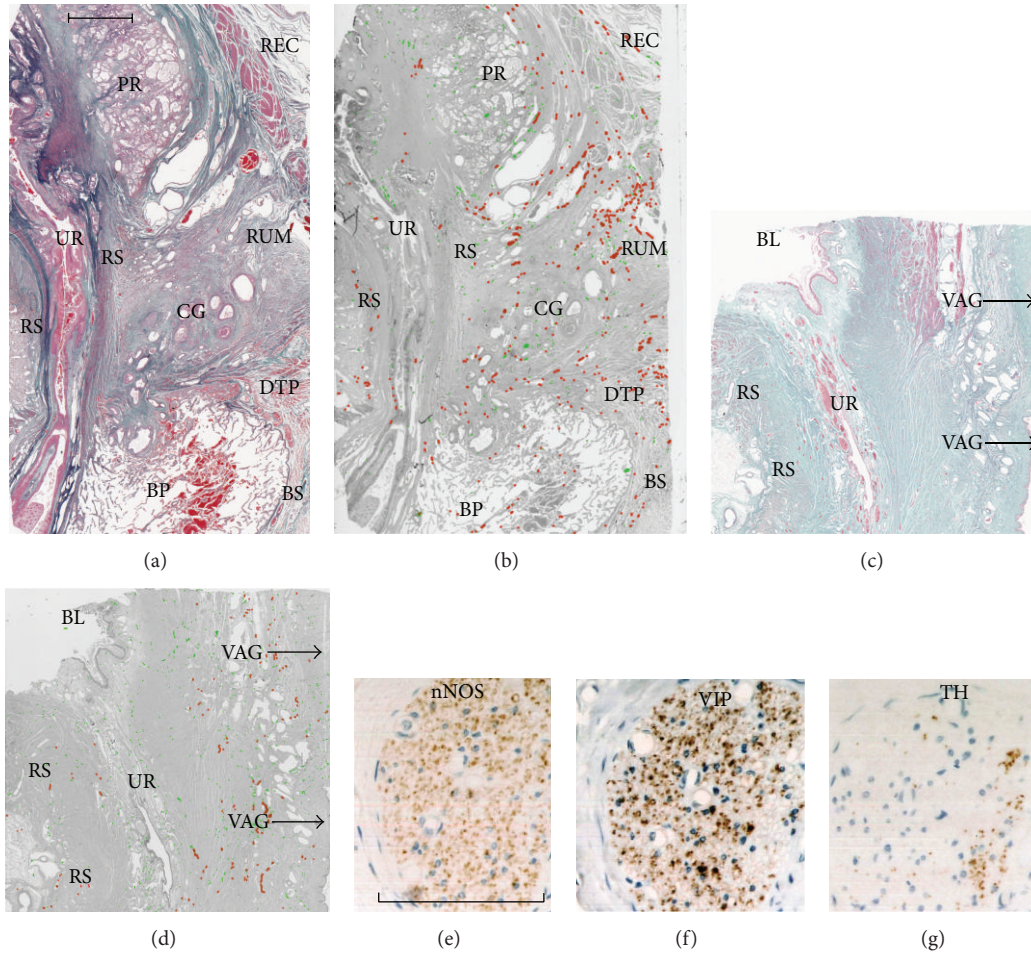 REC
PR
UR
RS
RUM
RS
CG
DTP
BP
BS
(a)
REC
PR
UR
RS
RUM
RS
CG
DTP
BS
BP
(b)
BL
VAG
RS
UR
VAG
RS
(c)
BL
VAG
RS
UR
VAG
RS
(d)
nNOS
(e)
VIP
(f)
TH
(g)